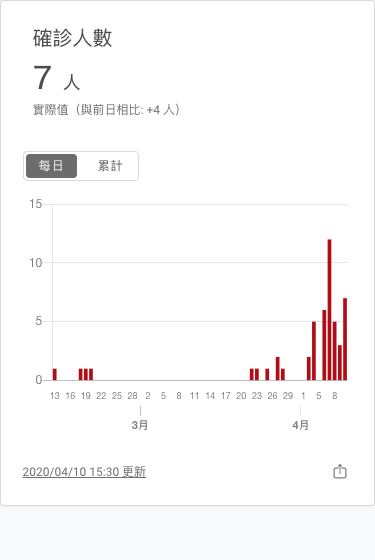 確診人數
7 人
實際值（與前日相比: +4 人）
每日 累計
15
10
5
0
13 16 19 22 25 28 2 5 8 11 14 17 20 23 26 29 1 5 8
3月 4月
2020/04/10 15:30 更新